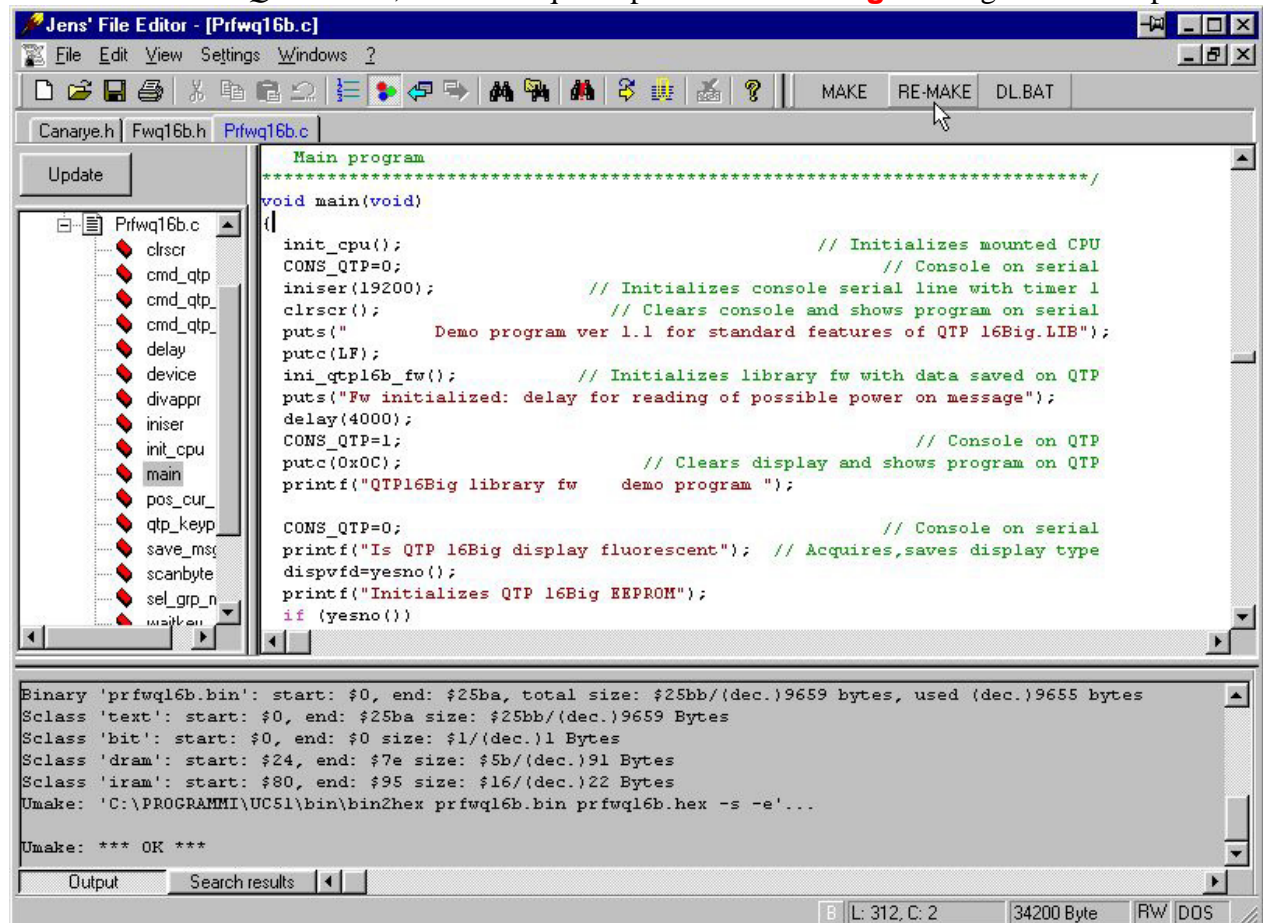 Jens' File Editor - [Prfwq16b.c]
File Edit View Settings Windows ?
MAKE RE-MAKE DL.BAT
Canarye.h Fwq16b.h Prfwq16b.c
Update
Prfwq16b.c
clrscr
cmd_qtp
cmd_qtp_
cmd_qtp_
delay
device
divappr
iniser
init_cpu
main
pos_cur_
qtp_keyp
save_msg
scanbyte
sel_grp_n
waitkey
Main program
******************************************************************************/
void main(void)
{
init_cpu(); // Initializes mounted CPU
CONS_QTP=0; // Console on serial
iniser(19200); // Initializes console serial line with timer 1
clrscr(); // Clears console and shows program on serial
puts(" Demo program ver 1.1 for standard features of QTP 16Big.LIB");
putc(LF);
ini_qtp16b_fw(); // Initializes library fw with data saved on QTP
puts("Fw initialized: delay for reading of possible power on message");
delay(4000);
CONS_QTP=1; // Console on QTP
putc(0x0C); // Clears display and shows program on QTP
printf("QTP16Big library fw demo program ");
CONS_QTP=0; // Console on serial
printf("Is QTP 16Big display fluorescent"); // Acquires,saves display type
dispvfd=yesno();
printf("Initializes QTP 16Big EEPROM");
if (yesno())
Binary 'prfwq16b.bin': start: $0, end: $25ba, total size: $25bb/(dec.)9659 bytes, used (dec.)9655 bytes
Sclass 'text': start: $0, end: $25ba size: $25bb/(dec.)9659 Bytes
Sclass 'bit': start: $0, end: $0 size: $1/(dec.)1 Bytes
Sclass 'dram': start: $24, end: $7e size: $5b/(dec.)91 Bytes
Sclass 'iram': start: $80, end: $95 size: $16/(dec.)22 Bytes
Umake: 'C:\PROGRAMMI\UC51\bin\bin2hex prfwq16b.bin prfwq16b.hex -s -e'...
Umake: *** OK ***
Output Search results
B L: 312, C: 2 34200 Byte RW DOS